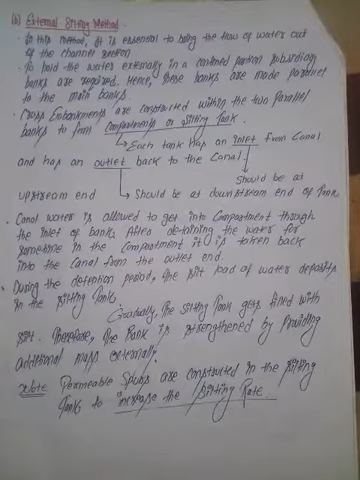 (b) External Silting Method -
• In this method, it is essential to bring the flow of water out
of the channel section
• To pond the water externally in a confined portion subsidiary
banks are required. Hence, these banks are made parallel
to the main banks.
• Cross Embankments are constructed within the two parallel
banks to form compartments or silting Tank.
↳ Each tank has an inlet from Canal
and has an outlet back to the Canal
Should be at
upstream end ↳ Should be at downstream end of Tank
• Canal water is allowed to get into compartment through
the inlet of bank. After detaining the water for
sometime in the compartment it is taken back
into the Canal from the outlet end.
• During the detention period, the silt load of water deposits
in the silting Tank.
Gradually, the silting Tank gets filled with
silt. Therefore, the bank is strengthened by providing
additional mass externally.
Note Permeable Spurs are constructed in the silting
Tanks to increase the silting Rate.